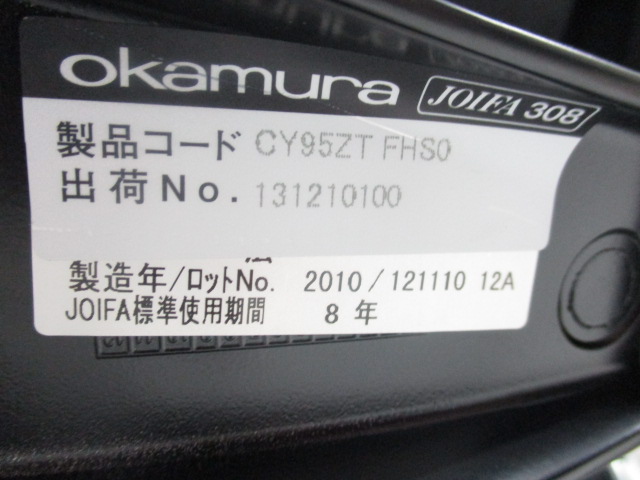 okamura JOIFA 308
製品コード CY95ZT FHS0
出荷No. 131210100
製造年/ロットNo. 2010/121110 12A
JOIFA標準使用期間 8年